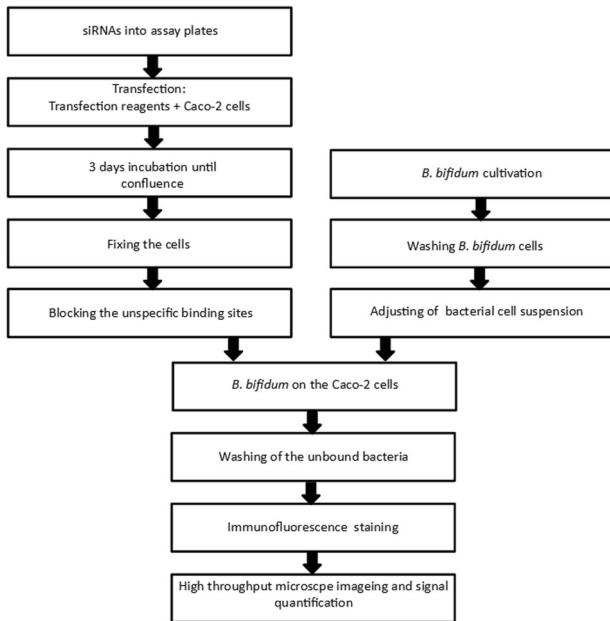 siRNAs into assay plates
Transfection:
Transfection reagents + Caco-2 cells
3 days incubation until
confluence
Fixing the cells
Blocking the unspecific binding sites
B. bifidum cultivation
Washing B. bifidum cells
Adjusting of bacterial cell suspension
B. bifidum on the Caco-2 cells
Washing of the unbound bacteria
Immunofluorescence staining
High throughput microscpe imageing and signal
quantification